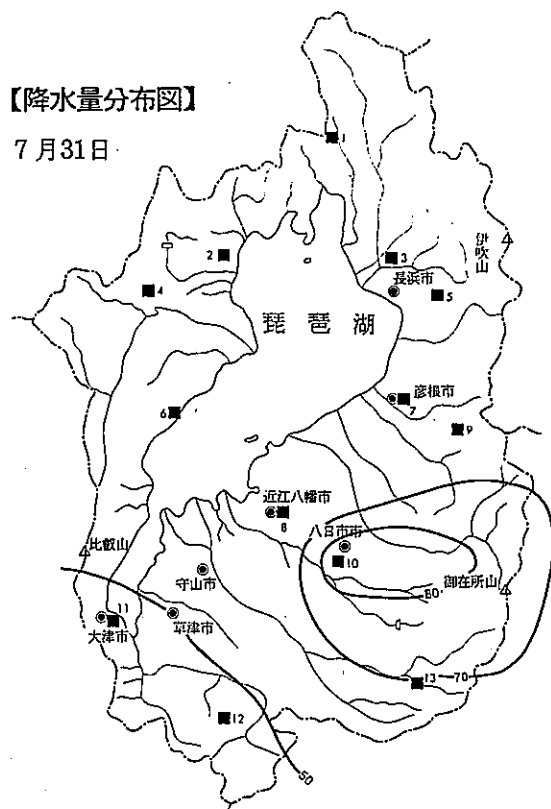 【降水量分布図】
7月31日
1
伊吹山
2
3
長浜市
4
5
琵琶湖
彦根市
6
7
9
近江八幡市
8
八日市市
比叡山
10
守山市
御在所山
80
11
大津市
草津市
70
13
12
50